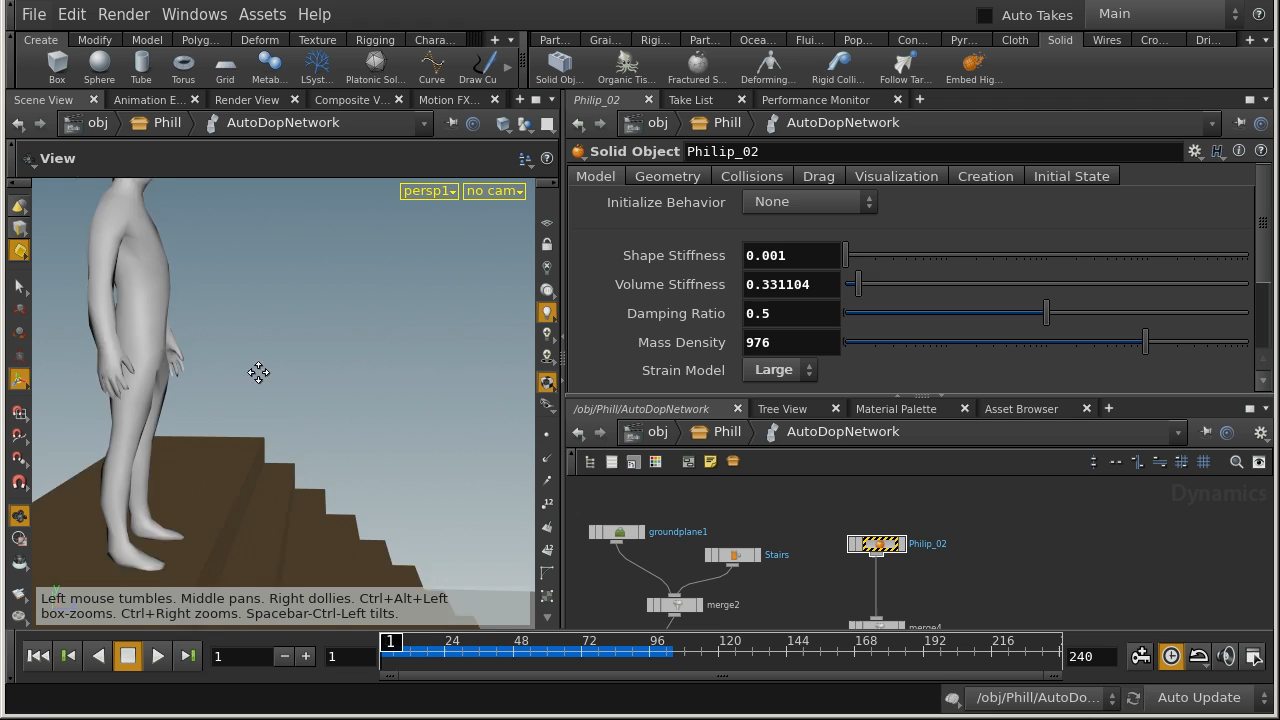 File Edit Render Windows Assets Help
Auto Takes
Main
Create Modify Model Polyg... Deform Texture Rigging Chara...
Part... Grai... Rigi... Part... Ocea... Flui... Pop... Con... Pyr... Cloth Solid Wires Cro... Dri...
Box Sphere Tube Torus Grid Metab... LSyst... Platonic Sol... Curve Draw Cu
Solid Obj... Organic Tis... Fractured S... Deforming... Rigid Colli... Follow Tar... Embed Hig...
Scene View Animation E... Render View Composite V... Motion FX...
obj Phill AutoDopNetwork
View
persp1 no cam
Left mouse tumbles. Middle pans. Right dollies. Ctrl+Alt+Left
box-zooms. Ctrl+Right zooms. Spacebar-Ctrl-Left tilts.
Philip_02 Take List Performance Monitor
obj Phill AutoDopNetwork
Solid Object Philip_02
Model Geometry Collisions Drag Visualization Creation Initial State
Initialize Behavior None
Shape Stiffness 0.001
Volume Stiffness 0.331104
Damping Ratio 0.5
Mass Density 976
Strain Model Large
/obj/Phill/AutoDopNetwork Tree View Material Palette Asset Browser
obj Phill AutoDopNetwork
Dynamics
groundplane1
Stairs
Philip_02
merge2
merge4
1 1
1 24 48 72 96 120 144 168 192 216
240
/obj/Phill/AutoDo...
Auto Update